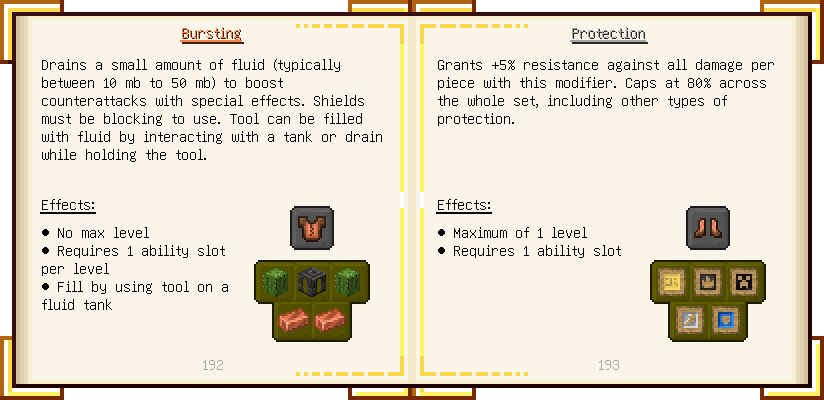 Bursting
Drains a small amount of fluid (typically
between 10 mb to 50 mb) to boost
counterattacks with special effects. Shields
must be blocking to use. Tool can be filled
with fluid by interacting with a tank or drain
while holding the tool.
Effects:
● No max level
● Requires 1 ability slot
per level
● Fill by using tool on a
fluid tank
192
Protection
Grants +5% resistance against all damage per
piece with this modifier. Caps at 80% across
the whole set, including other types of
protection.
Effects:
● Maximum of 1 level
● Requires 1 ability slot
193